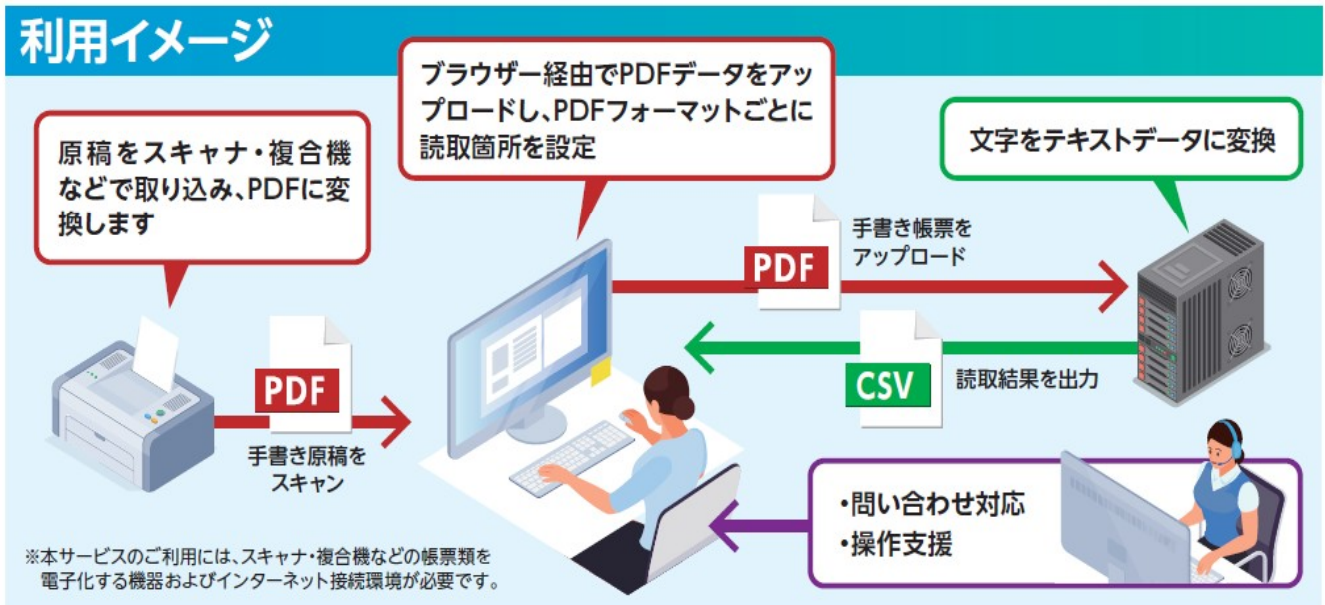 利用イメージ
原稿をスキャナ・複合機
などで取り込み、PDFに変
換します
ブラウザー経由でPDFデータをアッ
プロードし、PDFフォーマットごとに
読取箇所を設定
文字をテキストデータに変換
PDF
手書き原稿を
スキャン
PDF
手書き帳票を
アップロード
CSV
読取結果を出力
・問い合わせ対応
・操作支援
※本サービスのご利用には、スキャナ・複合機などの帳票類を
電子化する機器およびインターネット接続環境が必要です。